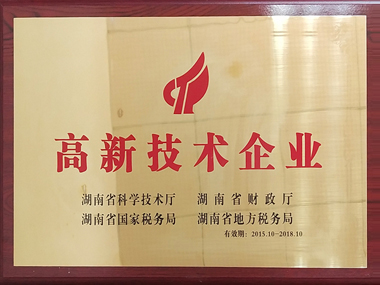 高新技术企业
湖南省科学技术厅 湖南省财政厅
湖南省国家税务局 湖南省地方税务局
有效期：2015.10-2018.10